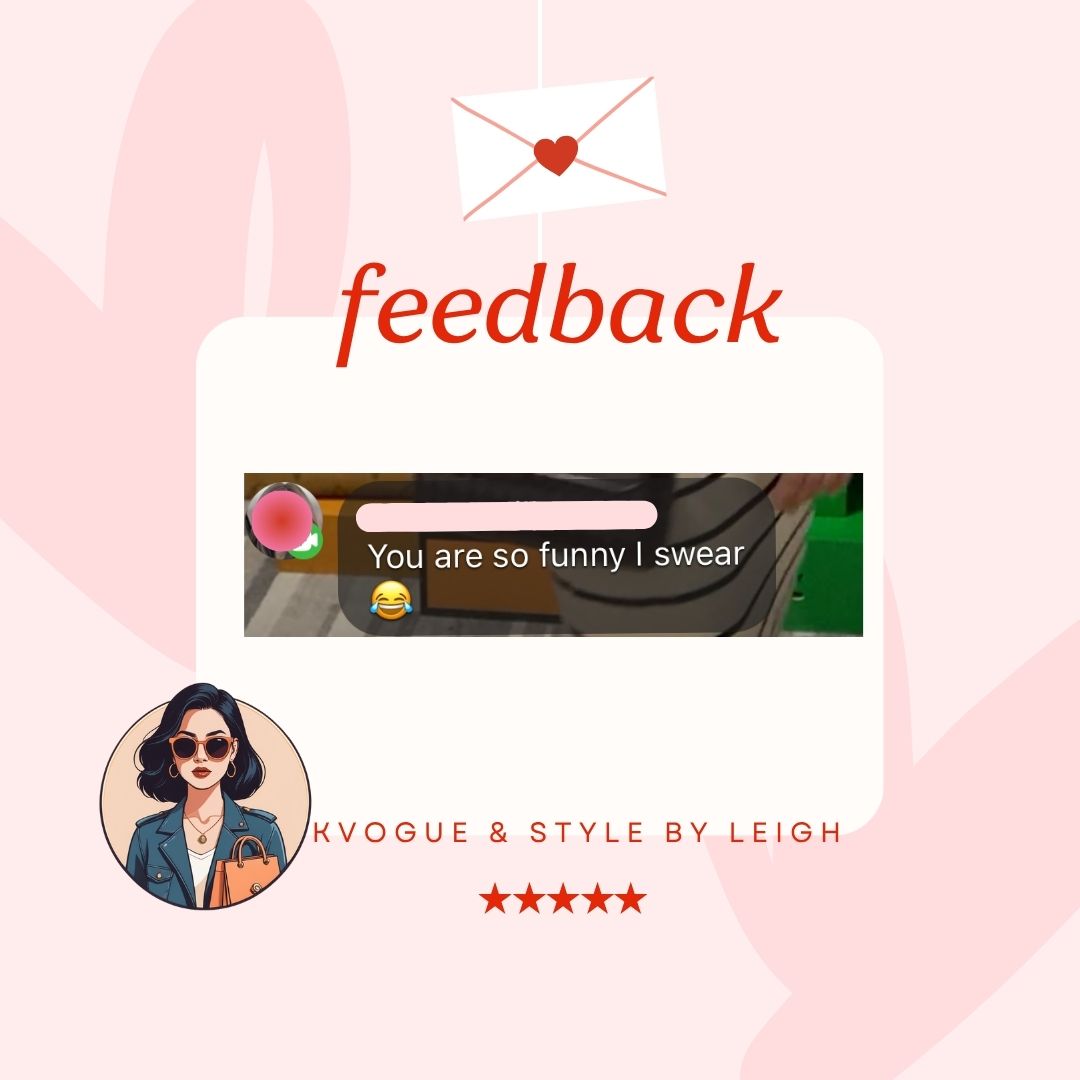 feedback
You are so funny I swear
😂
KVOGUE & STYLE BY LEIGH
★★★★★